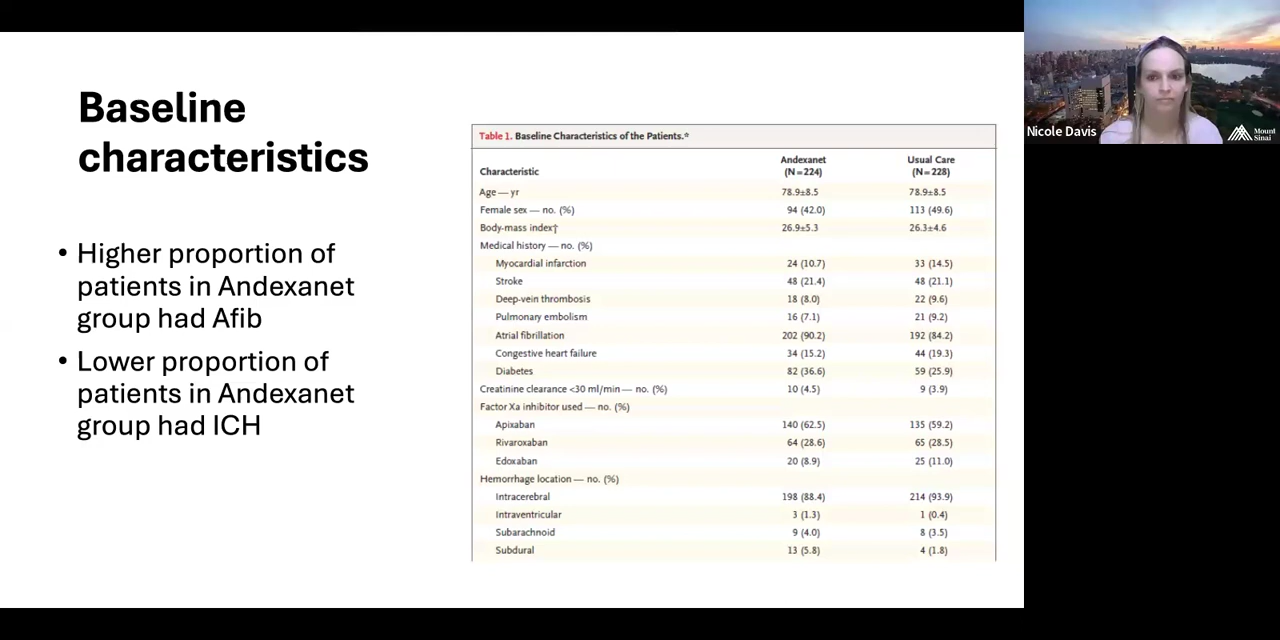 Baseline
characteristics
• Higher proportion of
patients in Andexanet
group had Afib
• Lower proportion of
patients in Andexanet
group had ICH
Table 1. Baseline Characteristics of the Patients.*
Characteristic Andexanet (N=224) Usual Care (N=228)
Age — yr 78.9±8.5 78.9±8.5
Female sex — no. (%) 94 (42.0) 113 (49.6)
Body-mass index† 26.9±5.3 26.3±4.6
Medical history — no. (%)
Myocardial infarction 24 (10.7) 33 (14.5)
Stroke 48 (21.4) 48 (21.1)
Deep-vein thrombosis 18 (8.0) 22 (9.6)
Pulmonary embolism 16 (7.1) 21 (9.2)
Atrial fibrillation 202 (90.2) 192 (84.2)
Congestive heart failure 34 (15.2) 44 (19.3)
Diabetes 82 (36.6) 59 (25.9)
Creatinine clearance <30 ml/min — no. (%) 10 (4.5) 9 (3.9)
Factor Xa inhibitor used — no. (%)
Apixaban 140 (62.5) 135 (59.2)
Rivaroxaban 64 (28.6) 65 (28.5)
Edoxaban 20 (8.9) 25 (11.0)
Hemorrhage location — no. (%)
Intracerebral 198 (88.4) 214 (93.9)
Intraventricular 3 (1.3) 1 (0.4)
Subarachnoid 9 (4.0) 8 (3.5)
Subdural 13 (5.8) 4 (1.8)
Nicole Davis
Mount
Sinai